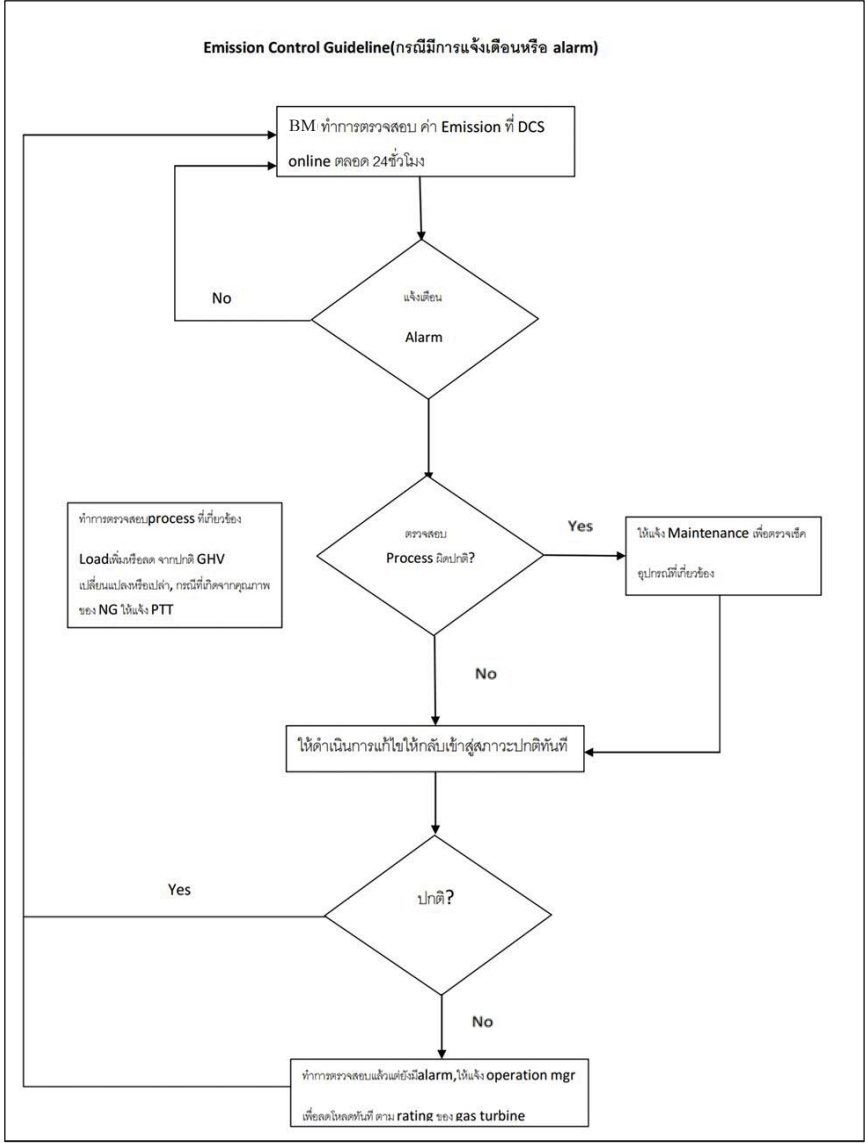 Emission Control Guideline(กรณีมีการแจ้งเตือนหรือ alarm)
BM ทำการตรวจสอบ ค่า Emission ที่ DCS
online ตลอด 24ชั่วโมง
No
แจ้งเตือน
Alarm
ทำการตรวจสอบprocess ที่เกี่ยวข้อง
Loadเพิ่มหรือลด จากปกติ GHV
เปลี่ยนแปลงหรือเปล่า, กรณีที่เกิดจากคุณภาพ
ของ NG ให้แจ้ง PTT
ตรวจสอบ
Process ผิดปกติ?
Yes
ให้แจ้ง Maintenance เพื่อตรวจเช็ค
อุปกรณ์ที่เกี่ยวข้อง
No
ให้ดำเนินการแก้ไขให้กลับเข้าสู่สภาวะปกติทันที
Yes
ปกติ?
No
ทำการตรวจสอบแล้วแต่ยังมีalarm,ให้แจ้ง operation mgr
เพื่อลดโหลดทันที ตาม rating ของ gas turbine